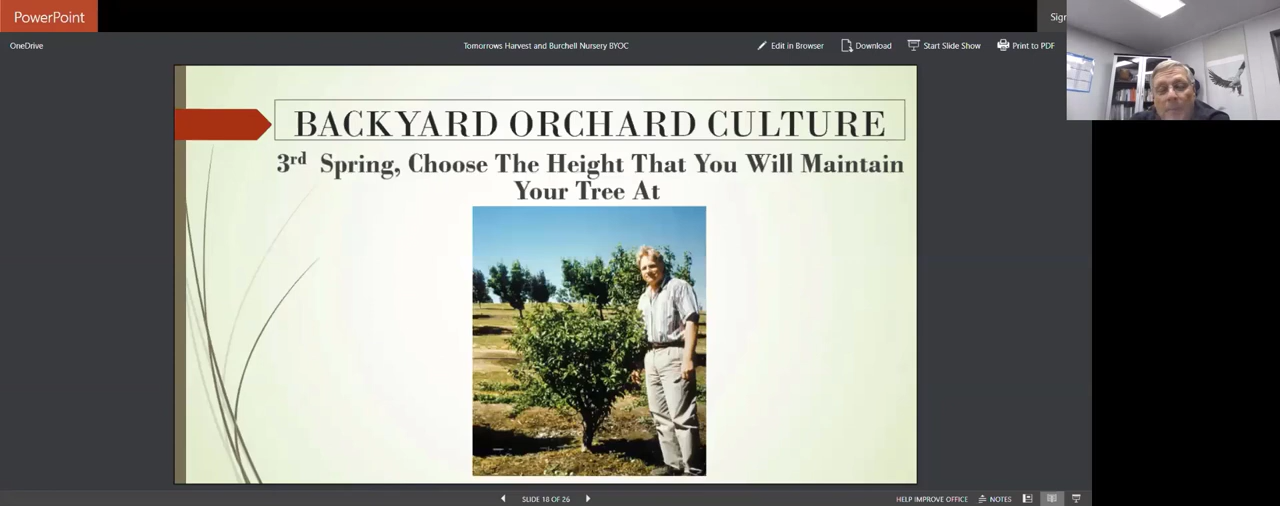 PowerPoint
Sign
OneDrive
Tomorrows Harvest and Burchell Nursery BYOC
Edit in Browser
Download
Start Slide Show
Print to PDF
BACKYARD ORCHARD CULTURE
3rd Spring, Choose The Height That You Will Maintain
Your Tree At
SLIDE 18 OF 26
HELP IMPROVE OFFICE
NOTES